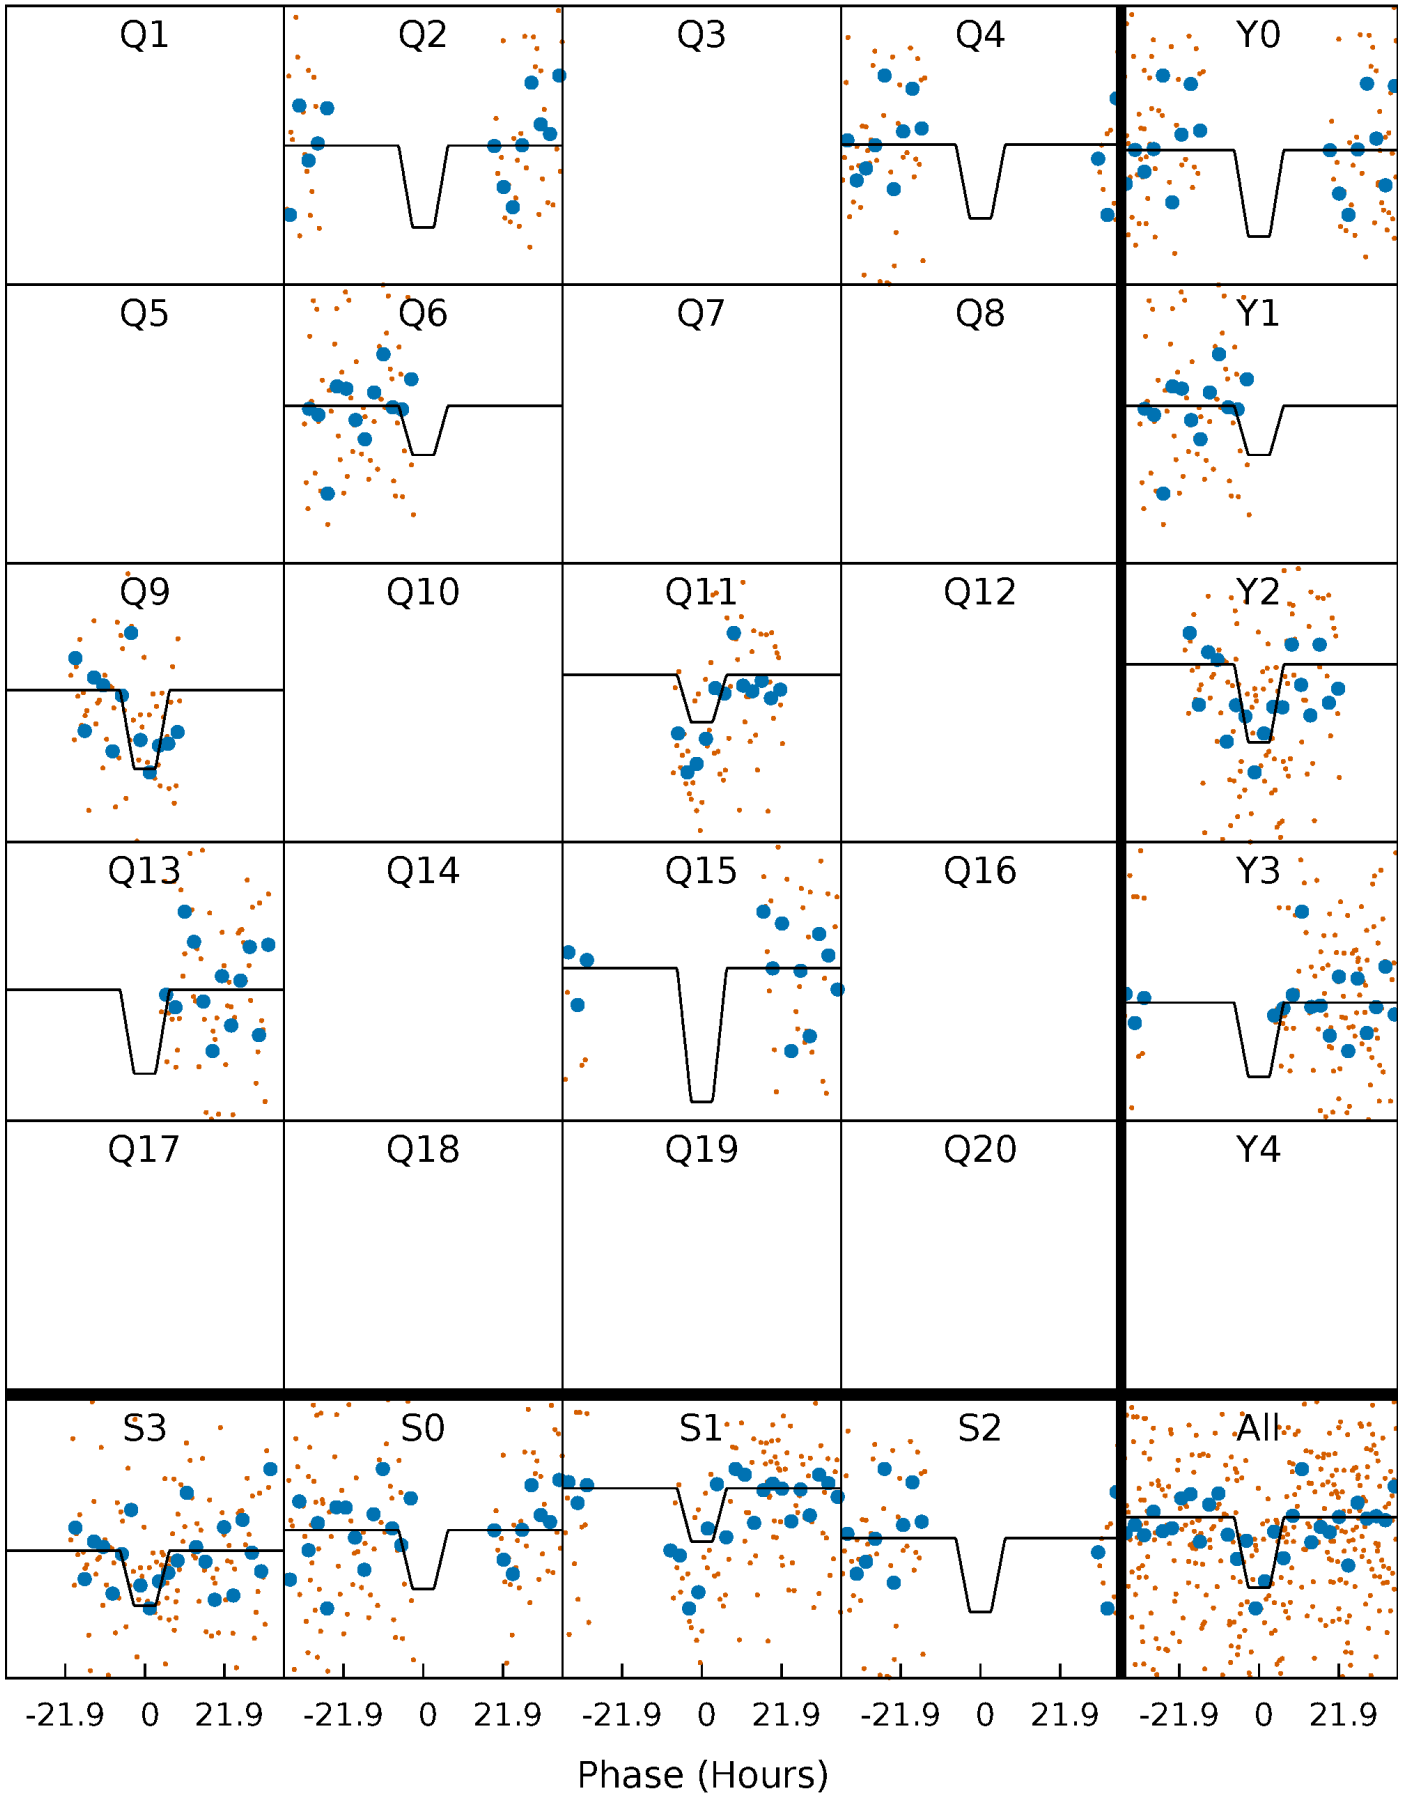 Q1 Q2 Q3 Q4 Y0
Q5 Q6 Q7 Q8 Y1
Q9 Q10 Q11 Q12 Y2
Q13 Q14 Q15 Q16 Y3
Q17 Q18 Q19 Q20 Y4
S3 S0 S1 S2 All
-21.9 0 21.9 -21.9 0 21.9 -21.9 0 21.9 -21.9 0 21.9 -21.9 0 21.9
Phase (Hours)